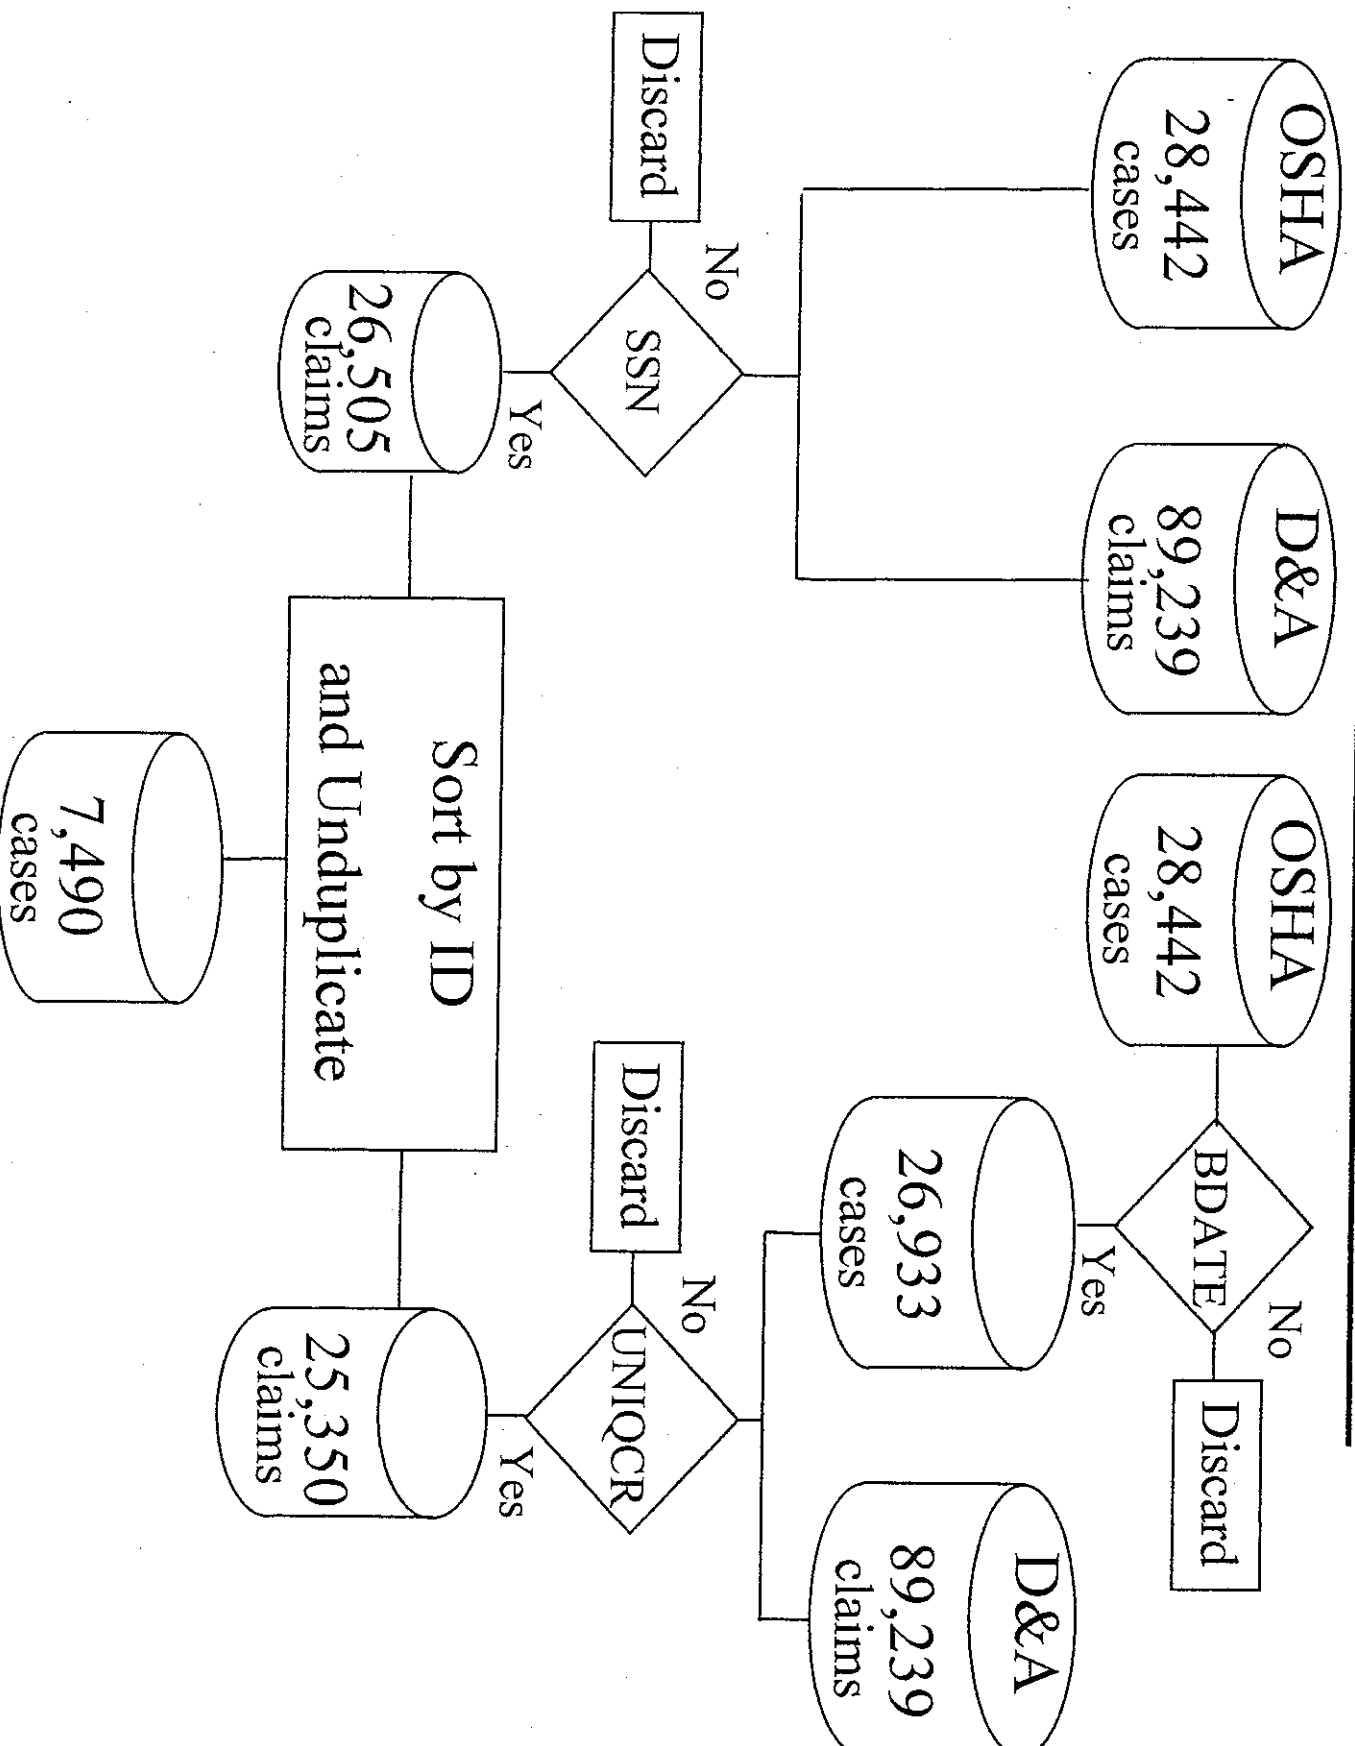 OSHA
28,442
cases
D&A
89,239
claims
No
Discard
SSN
Yes
26,505
claims
OSHA
28,442
cases
BDATE
No
Discard
Yes
26,933
cases
D&A
89,239
claims
No
Discard
UNIQCR
Yes
25,350
claims
Sort by ID
and Unduplicate
7,490
cases